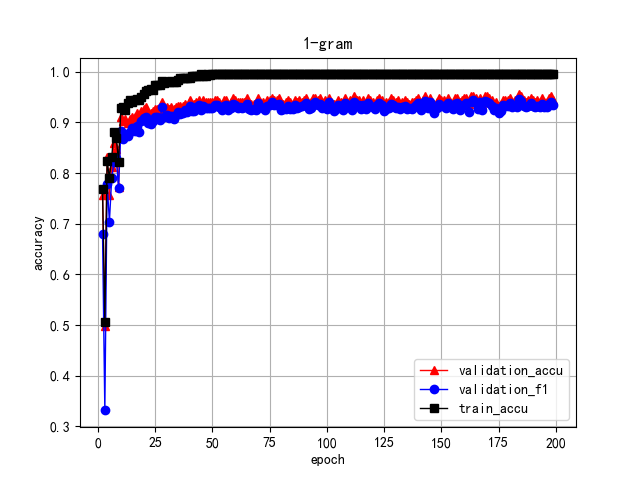 1-gram
1.0
0.9
0.8
0.7
0.6
0.5
0.4
0.3
accuracy
0 25 50 75 100 125 150 175 200
epoch
validation_accu
validation_f1
train_accu